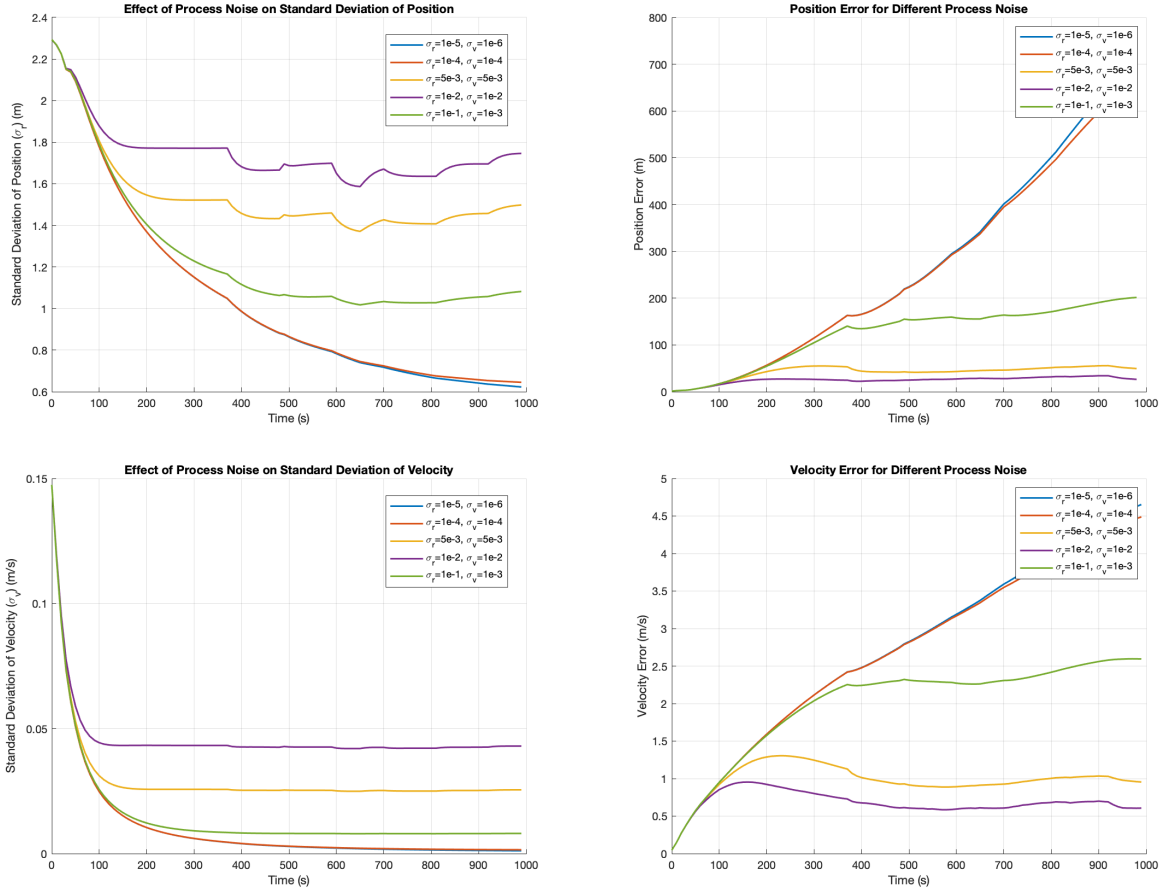 Effect of Process Noise on Standard Deviation of Position
Standard Deviation of Position (σr) (m)
2.4
2.2
2
1.8
1.6
1.4
1.2
1
0.8
0.6
0 100 200 300 400 500 600 700 800 900 1000
Time (s)
σr=1e-5, σv=1e-6
σr=1e-4, σv=1e-4
σr=5e-3, σv=5e-3
σr=1e-2, σv=1e-2
σr=1e-1, σv=1e-3
Position Error for Different Process Noise
Position Error (m)
800
700
600
500
400
300
200
100
0
0 100 200 300 400 500 600 700 800 900 1000
Time (s)
σr=1e-5, σv=1e-6
σr=1e-4, σv=1e-4
σr=5e-3, σv=5e-3
σr=1e-2, σv=1e-2
σr=1e-1, σv=1e-3
Effect of Process Noise on Standard Deviation of Velocity
Standard Deviation of Velocity (σv) (m/s)
0.15
0.1
0.05
0
0 100 200 300 400 500 600 700 800 900 1000
Time (s)
σr=1e-5, σv=1e-6
σr=1e-4, σv=1e-4
σr=5e-3, σv=5e-3
σr=1e-2, σv=1e-2
σr=1e-1, σv=1e-3
Velocity Error for Different Process Noise
Velocity Error (m/s)
5
4.5
4
3.5
3
2.5
2
1.5
1
0.5
0
0 100 200 300 400 500 600 700 800 900 1000
Time (s)
σr=1e-5, σv=1e-6
σr=1e-4, σv=1e-4
σr=5e-3, σv=5e-3
σr=1e-2, σv=1e-2
σr=1e-1, σv=1e-3